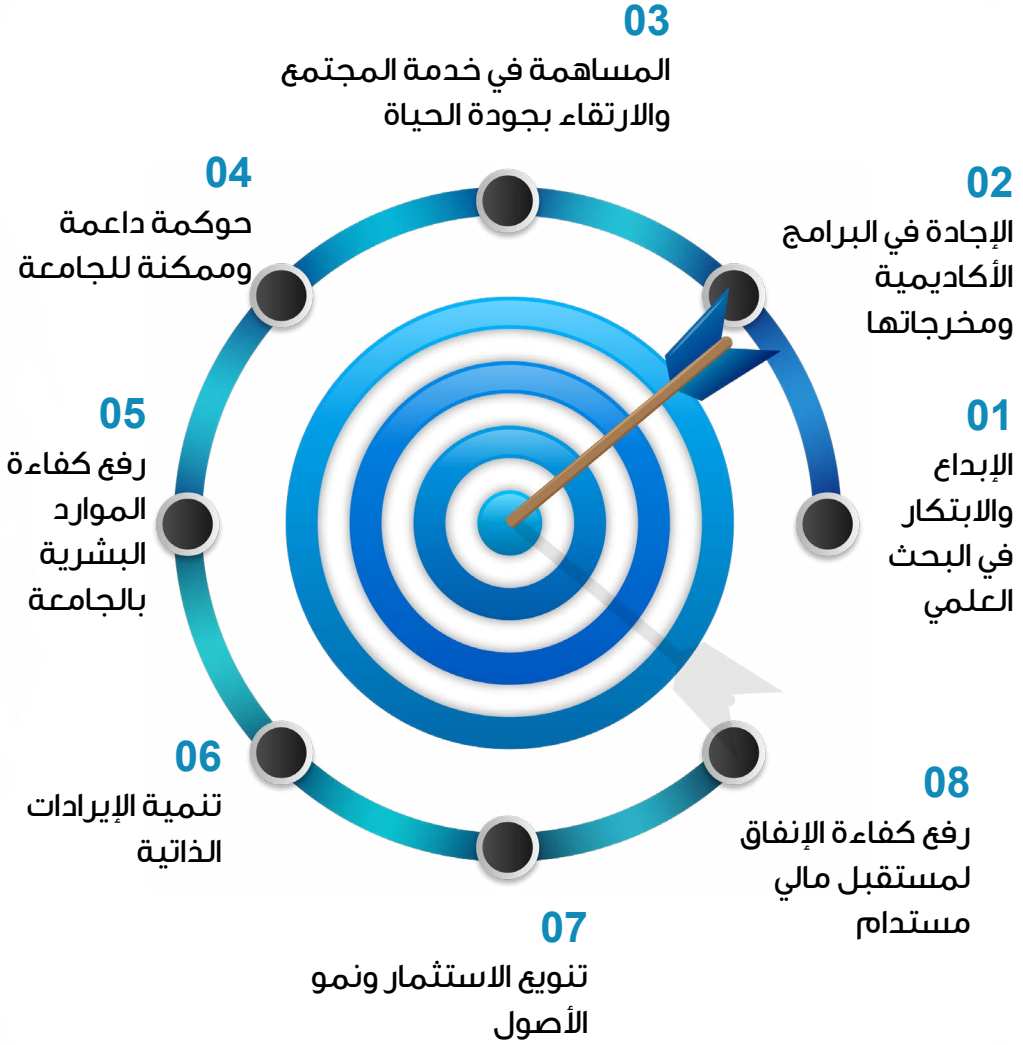 01
الإبداع
والابتكار
في البحث
العلمي
02
الإجادة في البرامج
الأكاديمية
ومخرجاتها
03
المساهمة في خدمة المجتمع
والارتقاء بجودة الحياة
04
حوكمة داعمة
وممكنة للجامعة
05
رفع كفاءة
الموارد
البشرية
بالجامعة
06
تنمية الإيرادات
الذاتية
07
تنويع الاستثمار ونمو
الأصول
08
رفع كفاءة الإنفاق
لمستقبل مالي
مستدام